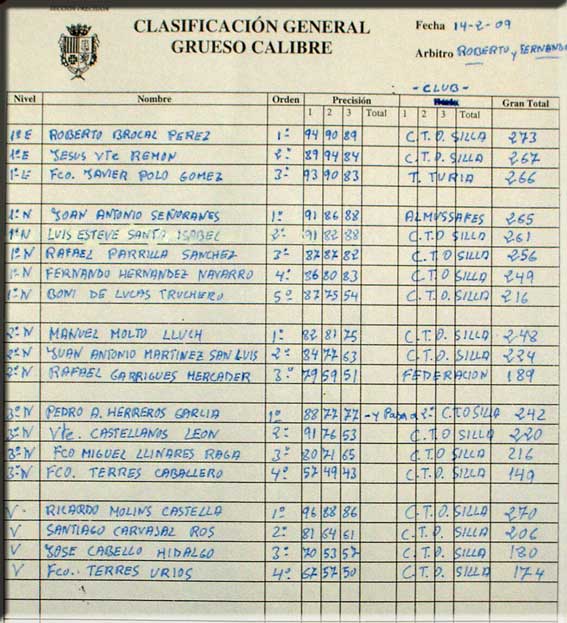 SECCIÓN PRECISIÓN
CLASIFICACIÓN GENERAL
GRUESO CALIBRE
Fecha 14-2-09
Arbitro ROBERTO y FERNANDO
-CLUB-
Nivel Nombre Orden Precisión Gran Total
1 2 3 Total 1 2 3 Total
1ª E ROBERTO BROCAL PEREZ 1º 94 90 89 C.T.O. SILLA 273
1ª E JESUS VTE REMON 2º 89 94 84 C.T.O. SILLA 267
1ª E FCO. JAVIER POLO GOMEZ 3º 93 90 83 T. TURIA 266
1ª N JOAN ANTONIO SEÑORANES 1º 91 86 88 ALMUSSAFES 265
1ª N LUIS ESTEVE SANTA ISABEL 2º 91 82 88 C.T.O SILLA 261
1ª N RAFAEL PARRILLA SANCHEZ 3º 87 87 82 C.T.O SILLA 256
1ª N FERNANDO HERNANDEZ NAVARRO 4º 86 80 83 C.T.O SILLA 249
1ª N BONI DE LUCAS TRUCHERO 5º 87 75 54 C.T.O. SILLA 216
2ª N MANUEL MOLTO LLUCH 1º 82 81 75 C.T.O. SILLA 248
2ª N JUAN ANTONIO MARTINEZ SAN LUIS 2º 84 77 63 C.T.O. SILLA 224
2ª N RAFAEL GARRIGUES MERCADER 3º 79 59 51 FEDERACION 189
3ª N PEDRO A. HERREROS GARCIA 1º 88 77 77 -y Pasa a 2ª C.T.O SILLA 242
3ª N Vte. CASTELLANOS LEON 2º 91 76 53 C.T.O SILLA 220
3ª N FCO MIGUEL LLINARES RAGA 3º 80 71 65 C.T.O. SILLA 216
3ª N FCO. TERRES CABALLERO 4º 57 49 43 C.T.O. SILLA 149
V. RICARDO MOLINS CASTELLA 1º 96 88 86 C.T.O. SILLA 270
V SANTIAGO CARVAJAL ROS 2º 81 64 61 C.T.O. SILLA 206
V JOSE CABELLO HIDALGO 3º 70 53 57 C.T.O. SILLA 180
V FCO. TERRES URIOS 4º 67 57 50 C.T.O. SILLA 174